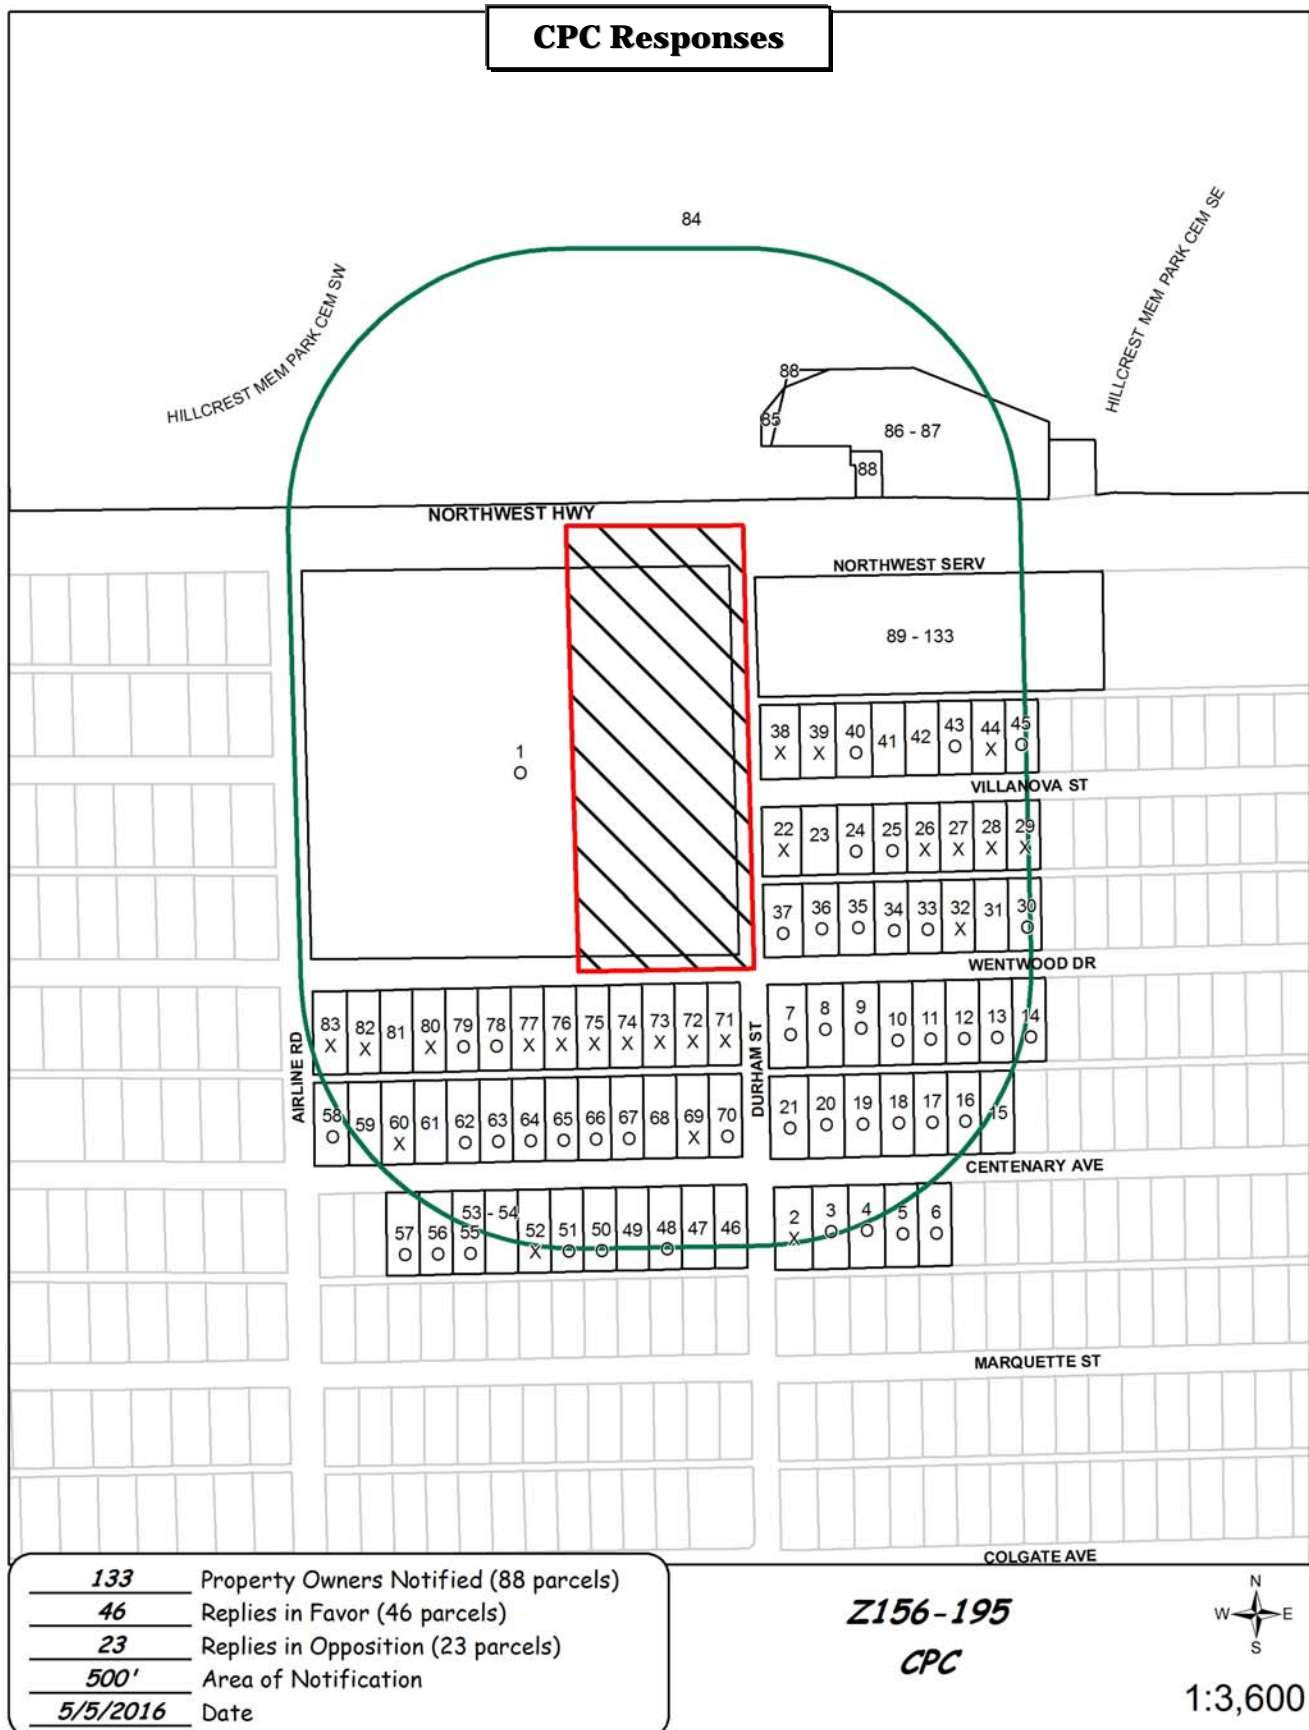 CPC Responses
84
HILLCREST MEM PARK CEM SW
HILLCREST MEM PARK CEM SE
88
85
86 - 87
88
NORTHWEST HWY
NORTHWEST SERV
89 - 133
1
O
38 39 40 41 42 43 44 45
X X O O X O
VILLANOVA ST
22 23 24 25 26 27 28 29
X O O X X X X
37 36 35 34 33 32 31 30
O O O O O X O
WENTWOOD DR
83 82 81 80 79 78 77 76 75 74 73 72 71
X X X O O X X X X X X X
7 8 9 10 11 12 13 14
O O O O O O O O
AIRLINE RD
DURHAM ST
58 59 60 61 62 63 64 65 66 67 68 69 70
O X O O O O O O X O
21 20 19 18 17 16 15
O O O O O O
CENTENARY AVE
57 56 55 53 - 54 52 51 50 49 48 47 46
O O O X O O O
2 3 4 5 6
X O O O O
MARQUETTE ST
COLGATE AVE
133 Property Owners Notified (88 parcels)
46 Replies in Favor (46 parcels)
23 Replies in Opposition (23 parcels)
500' Area of Notification
5/5/2016 Date
Z156-195
CPC
N
W E
S
1:3,600